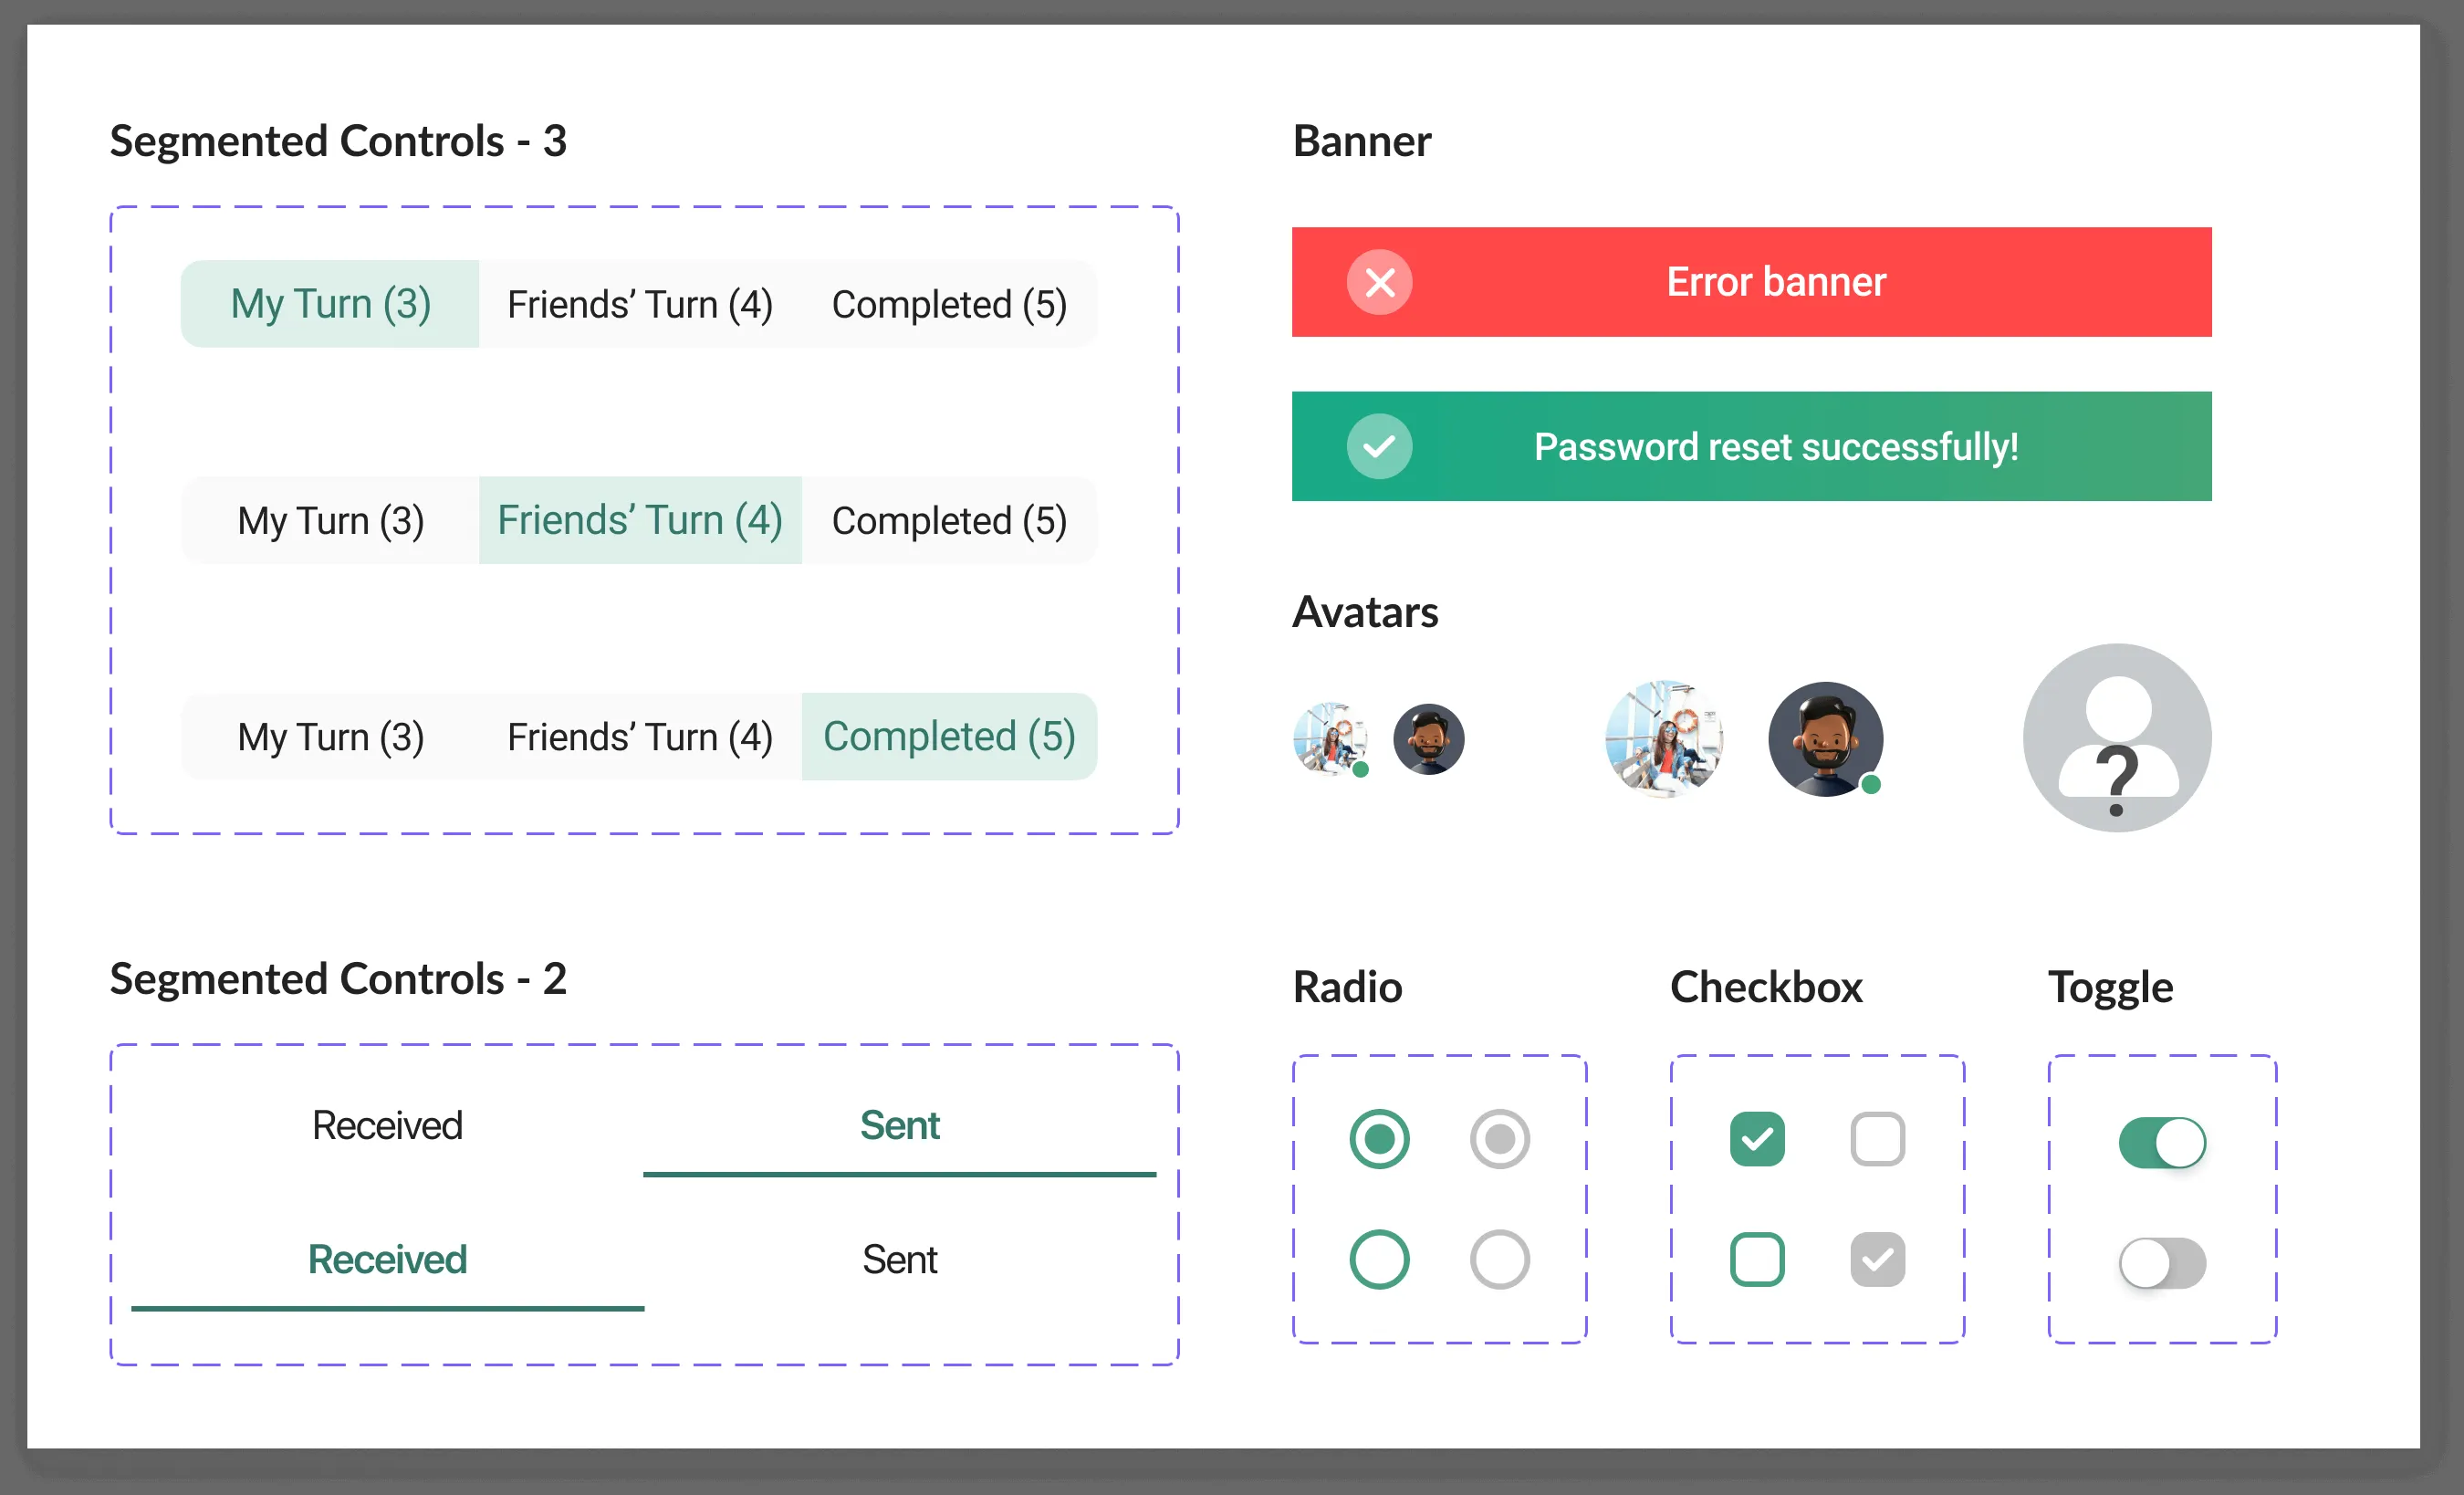 Segmented Controls - 3
My Turn (3) Friends’ Turn (4) Completed (5)
My Turn (3) Friends’ Turn (4) Completed (5)
My Turn (3) Friends’ Turn (4) Completed (5)
Segmented Controls - 2
Received Sent
Received Sent
Banner
Error banner
Password reset successfully!
Avatars
?
Radio
Checkbox
Toggle